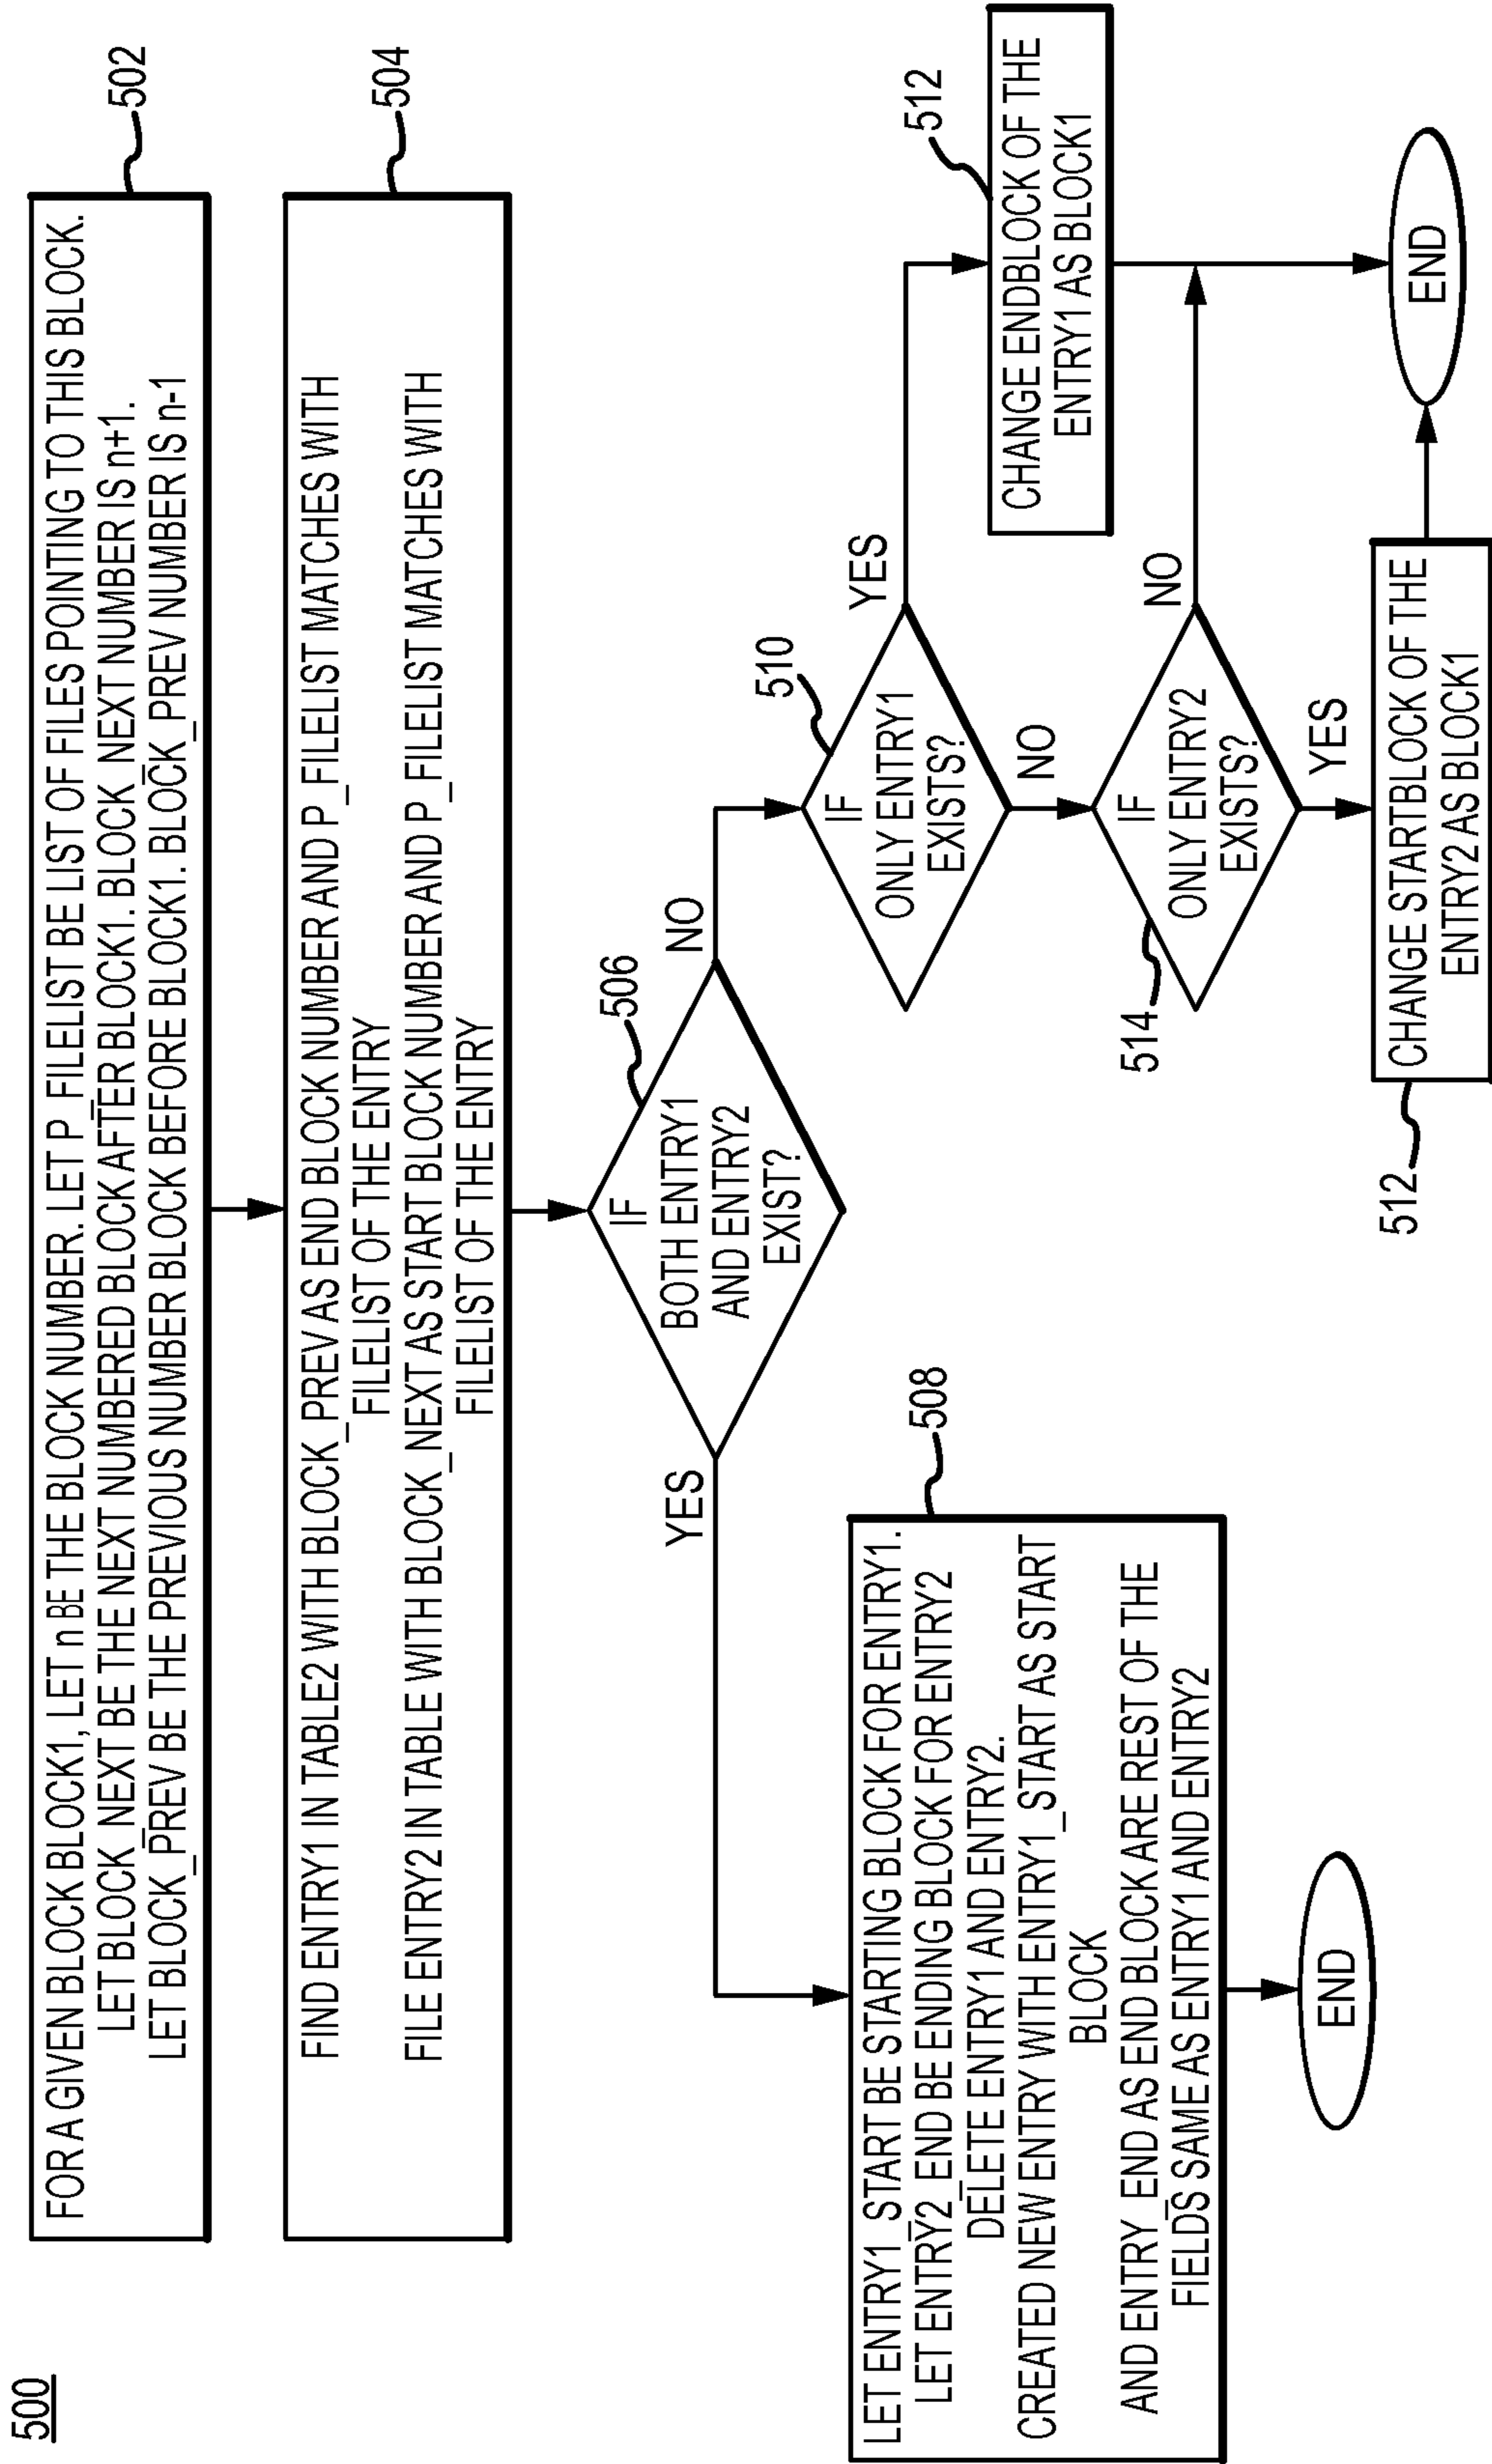 500
FOR A GIVEN BLOCK BLOCK1, LET n BE THE BLOCK NUMBER. LET P_FILELIST BE LIST OF FILES POINTING TO THIS BLOCK.
LET BLOCK_NEXT BE THE NEXT NUMBERED BLOCK AFTER BLOCK1. BLOCK_NEXT NUMBER IS n+1.
LET BLOCK_PREV BE THE PREVIOUS NUMBER BLOCK BEFORE BLOCK1. BLOCK_PREV NUMBER IS n-1
502
FIND ENTRY1 IN TABLE2 WITH BLOCK_PREV AS END BLOCK NUMBER AND P_FILELIST MATCHES WITH
FILELIST OF THE ENTRY
FILE ENTRY2 IN TABLE WITH BLOCK_NEXT AS START BLOCK NUMBER AND P_FILELIST MATCHES WITH
FILELIST OF THE ENTRY
504
IF
BOTH ENTRY1
AND ENTRY2
EXIST?
506
YES
NO
LET ENTRY1_START BE STARTING BLOCK FOR ENTRY1.
LET ENTRY2_END BE ENDING BLOCK FOR ENTRY2
DELETE ENTRY1 AND ENTRY2.
CREATED NEW ENTRY WITH ENTRY1_START AS START
BLOCK
AND ENTRY_END AS END BLOCK ARE REST OF THE
FIELDS SAME AS ENTRY1 AND ENTRY2
508
END
IF
ONLY ENTRY1
EXISTS?
510
YES
NO
CHANGE ENDBLOCK OF THE
ENTRY1 AS BLOCK1
512
IF
ONLY ENTRY2
EXISTS?
514
NO
YES
CHANGE STARTBLOCK OF THE
ENTRY2 AS BLOCK1
512
END